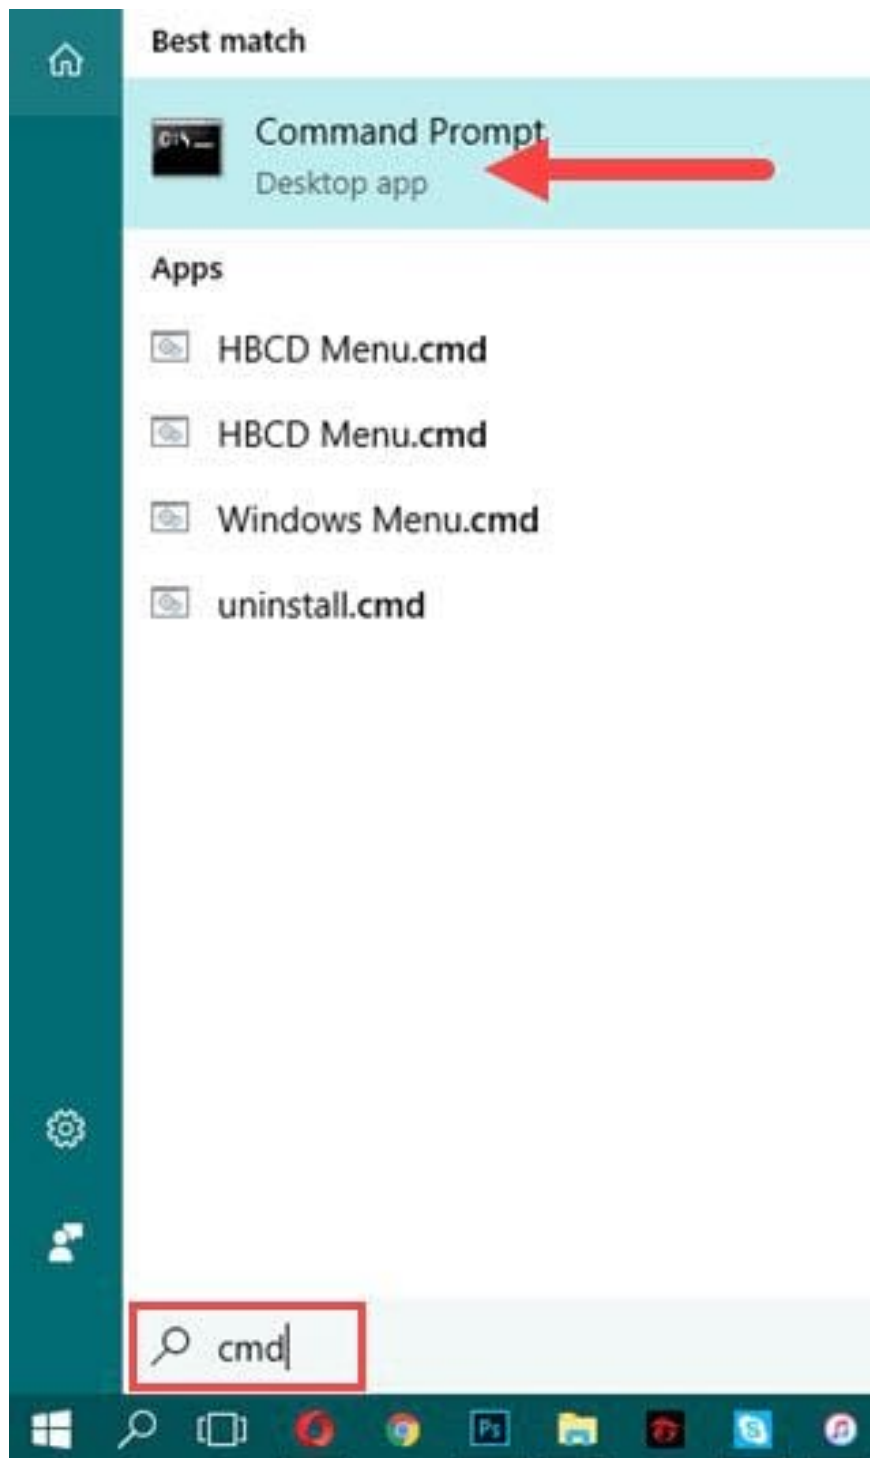 Best match
Command Prompt
Desktop app
Apps
HBCD Menu.cmd
HBCD Menu.cmd
Windows Menu.cmd
uninstall.cmd
cmd
Ps